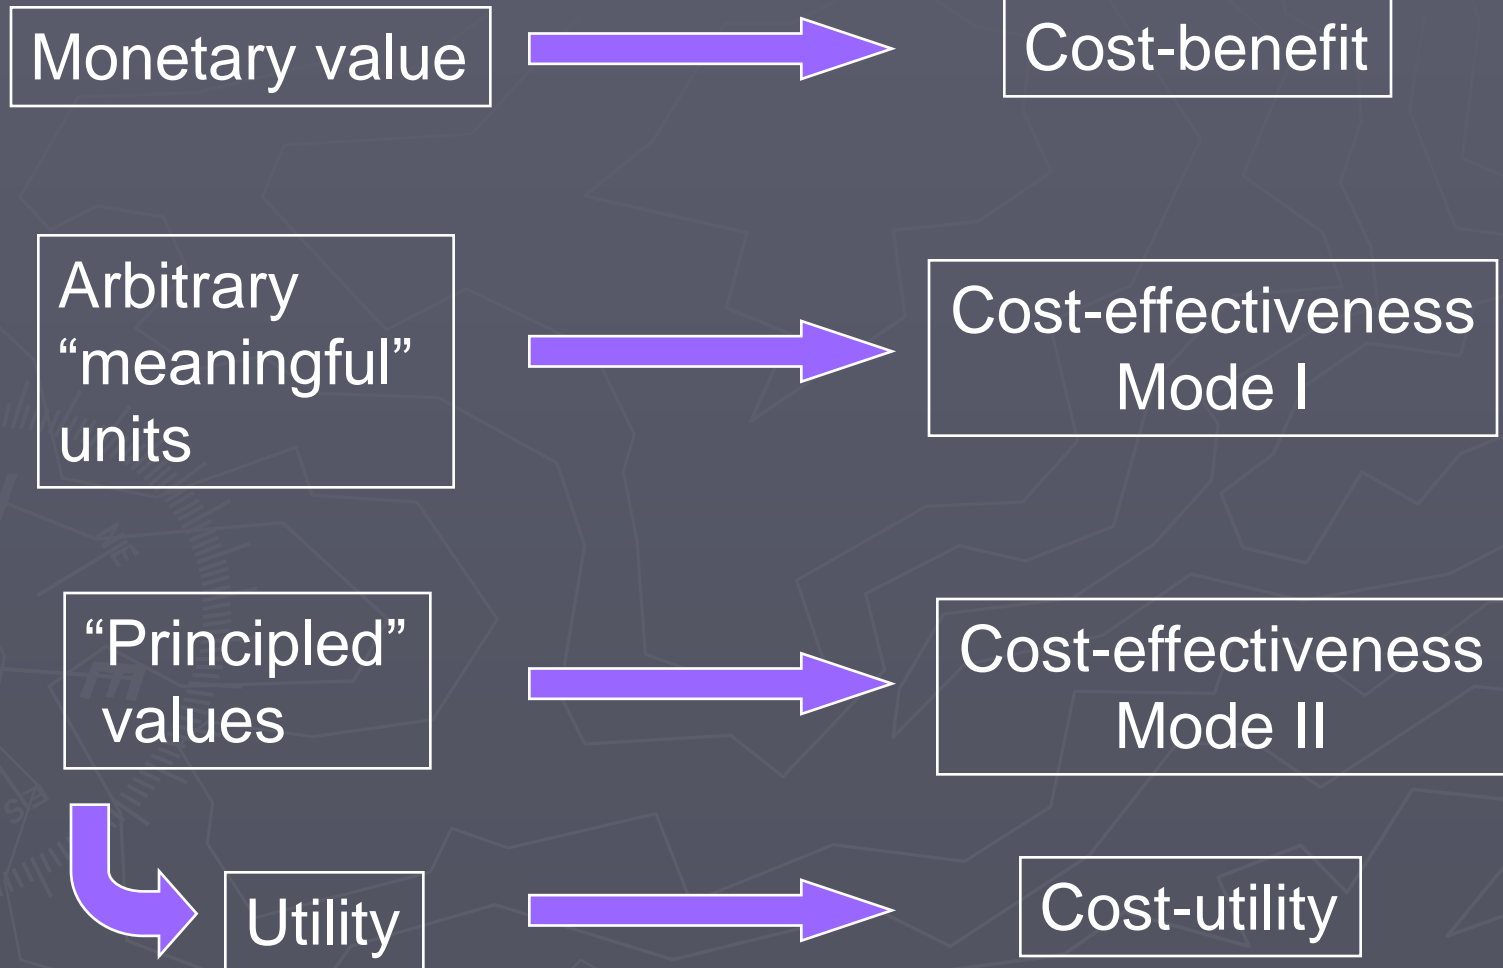 Monetary value
Cost-benefit
Arbitrary
“meaningful”
units
Cost-effectiveness
Mode I
“Principled”
values
Cost-effectiveness
Mode II
Utility
Cost-utility
NE
E